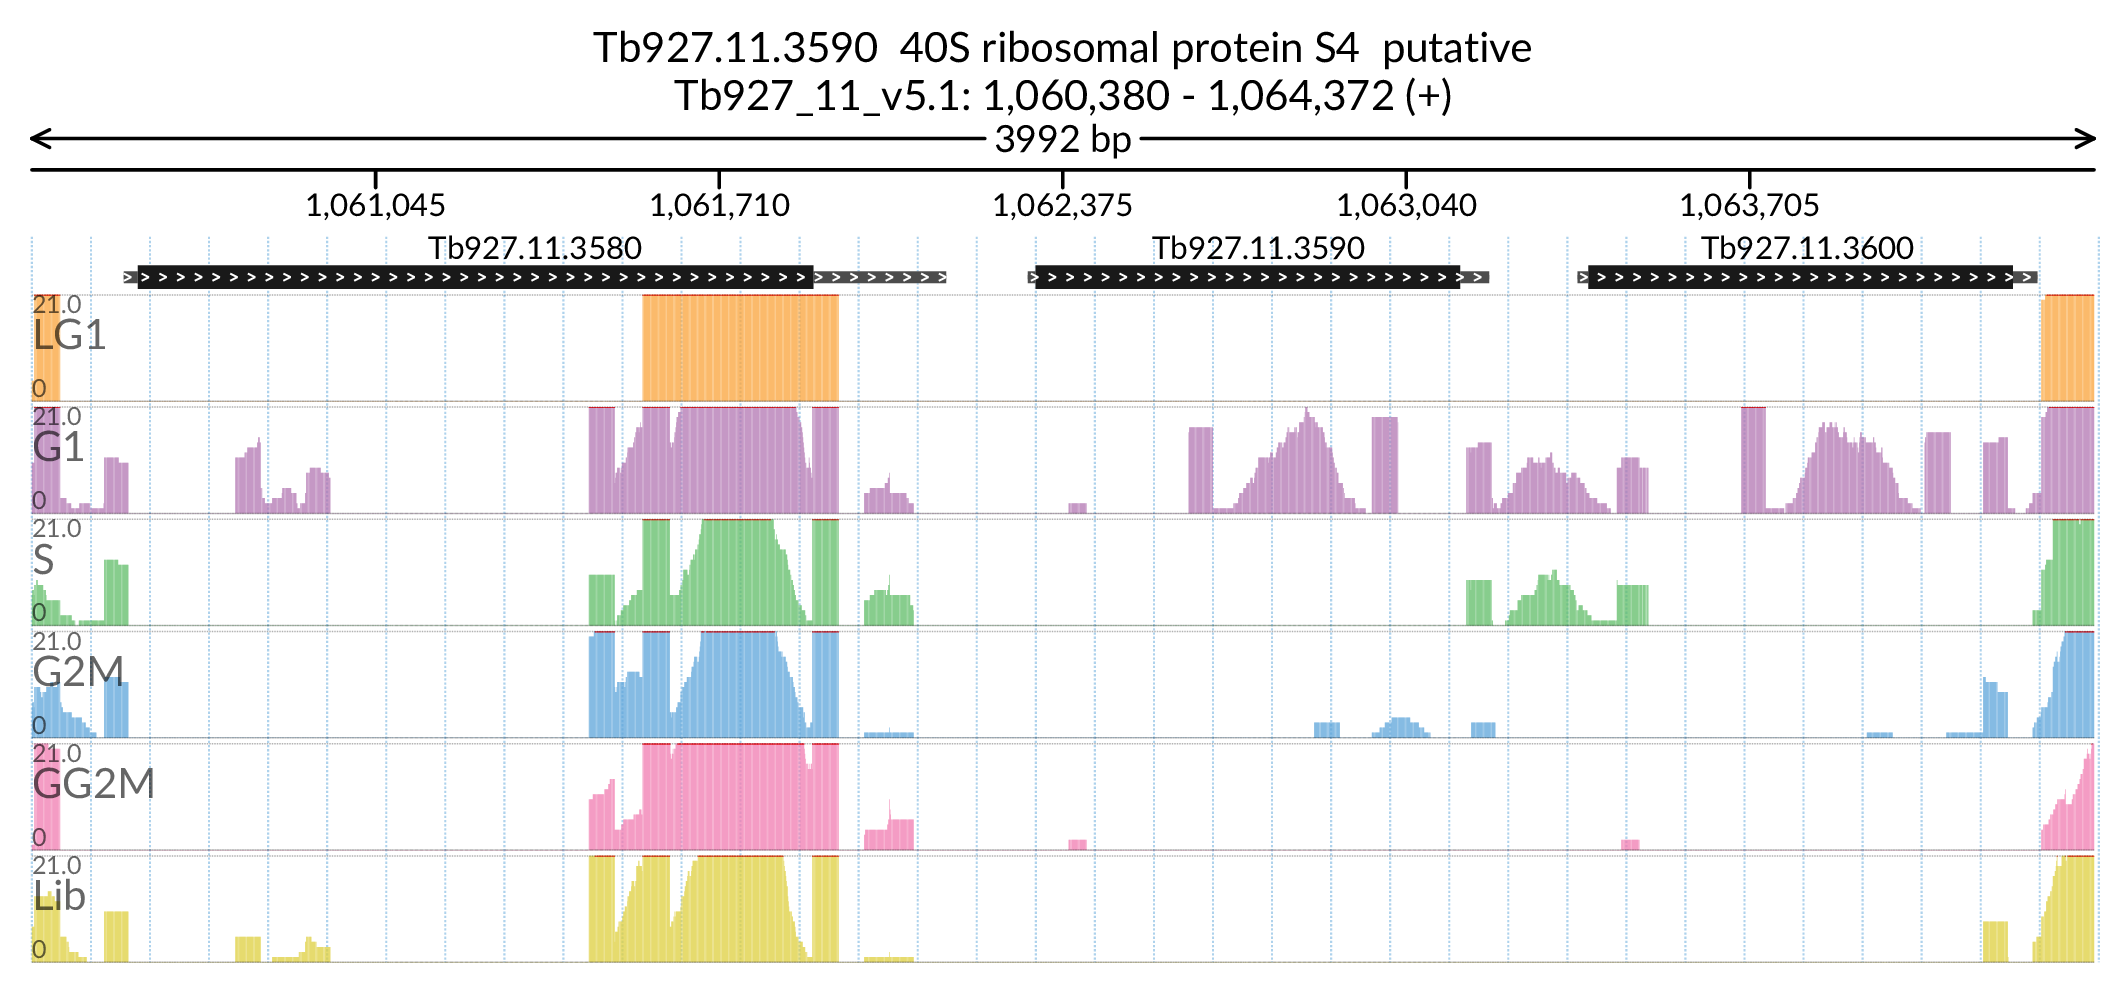 Tb927.11.3590  40S ribosomal protein S4  putative
Tb927_11_v5.1: 1,060,380 - 1,064,372 (+)
3992 bp
1,061,045 1,061,710 1,062,375 1,063,040 1,063,705
Tb927.11.3580 Tb927.11.3590 Tb927.11.3600
21.0
LG1
0
21.0
G1
0
21.0
S
0
21.0
G2M
0
21.0
GG2M
0
21.0
Lib
0